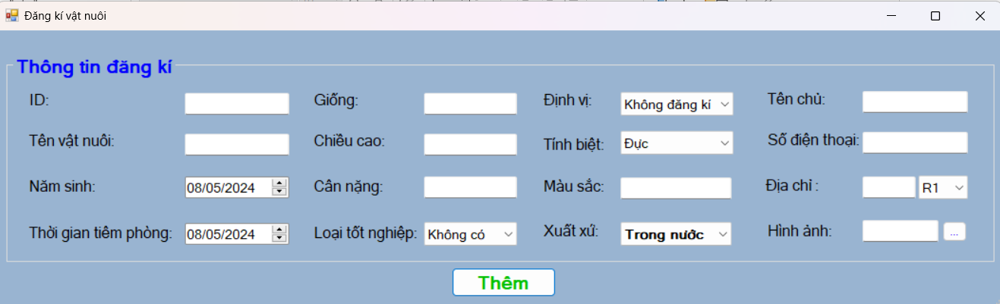 Đăng kí vật nuôi
Thông tin đăng kí
ID: Giống: Định vị: Không đăng kí Tên chủ:
Tên vật nuôi: Chiều cao: Tính biệt: Đực Số điện thoại:
Năm sinh: 08/05/2024 Cân nặng: Màu sắc: Địa chỉ : R1
Thời gian tiêm phòng: 08/05/2024 Loại tốt nghiệp: Không có Xuất xứ: Trong nước Hình ảnh: ...
Thêm